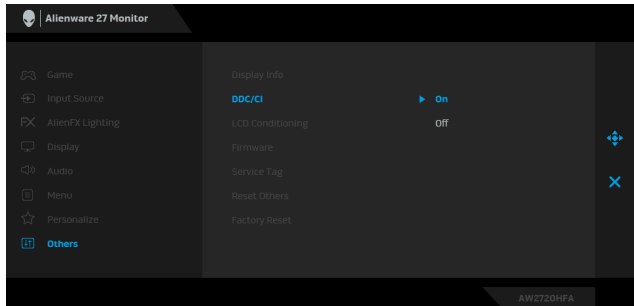 Alienware 27 Monitor
Game
Input Source
AlienFX Lighting
Display
Audio
Menu
Personalize
Others
Display Info
DDC/CI
On
LCD Conditioning
Off
Firmware
Service Tag
Reset Others
Factory Reset
AW2720HFA